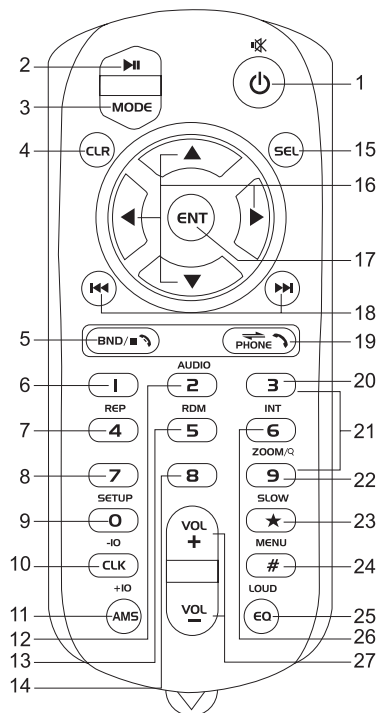 2
1
3
MODE
4
CLR
SEL
15
16
ENT
17
18
5
BND/
PHONE
19
AUDIO
6
1
2
3
20
REP
RDM
INT
21
7
4
5
6
ZOOM/
8
7
8
9
22
SETUP
SLOW
9
0
VOL
+
★
23
-10
MENU
10
CLK
#
24
+10
VOL
-
LOUD
11
AMS
EQ
25
12
26
13
27
14